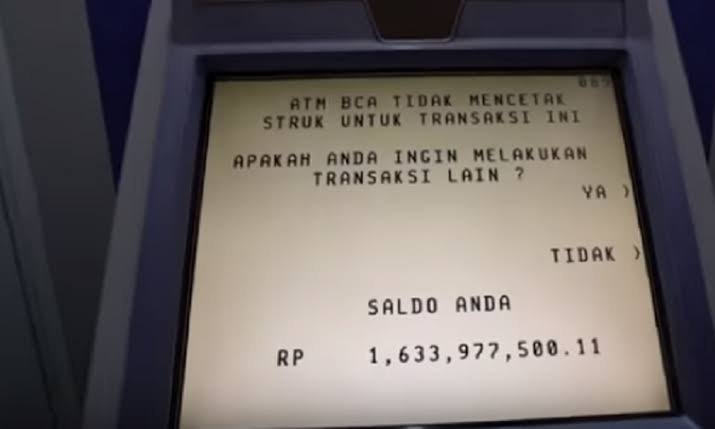 ATM BCA TIDAK MENCETAK
STRUK UNTUK TRANSAKSI INI
APAKAH ANDA INGIN MELAKUKAN
TRANSAKSI LAIN ?
YA >
TIDAK >
SALDO ANDA
RP 1,633,977,500.11